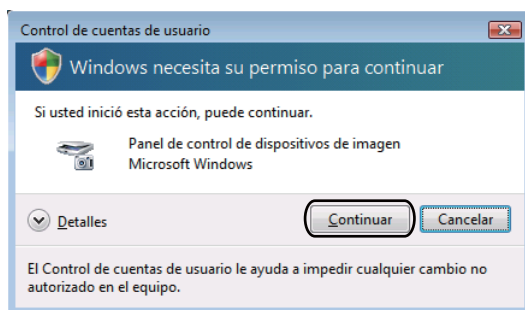 Control de cuentas de usuario
Windows necesita su permiso para continuar
Si usted inició esta acción, puede continuar.
Panel de control de dispositivos de imagen
Microsoft Windows
Detalles
Continuar
Cancelar
El Control de cuentas de usuario le ayuda a impedir cualquier cambio no
autorizado en el equipo.